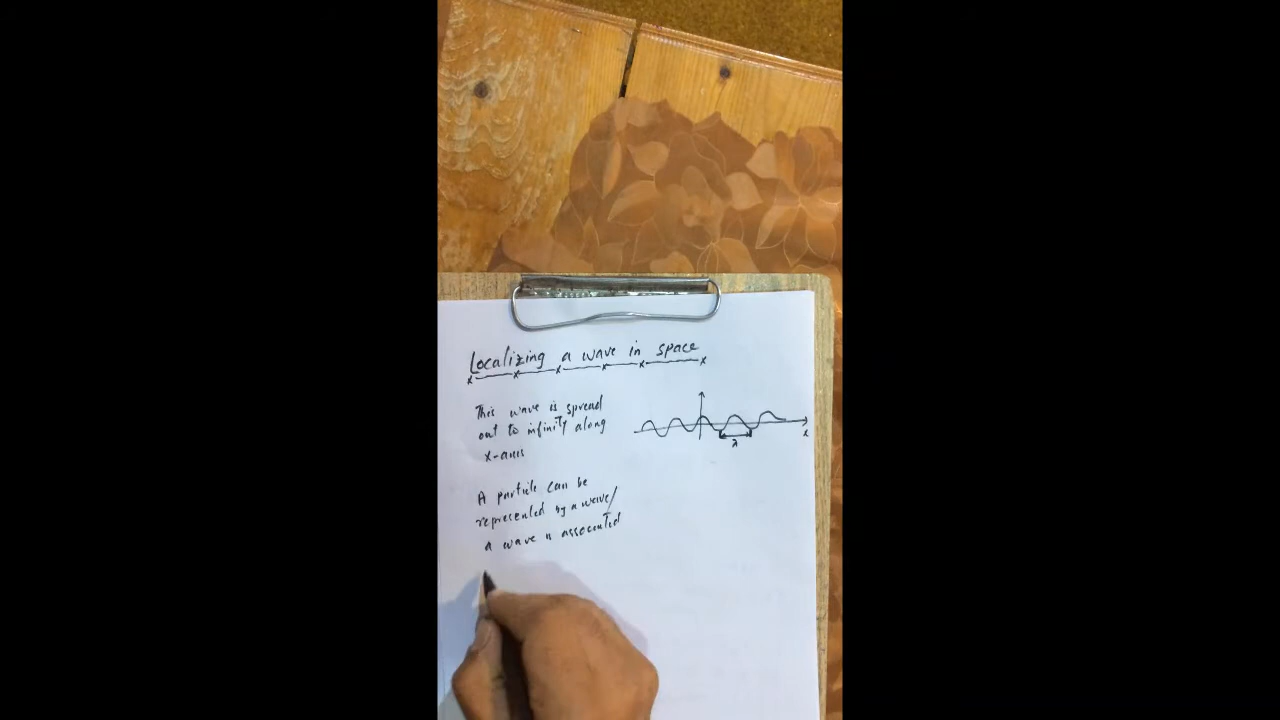 Localizing a wave in space
This wave is spread
out to infinity along
x-axis
λ
x
A particle can be
represented by a wave/
a wave is associated